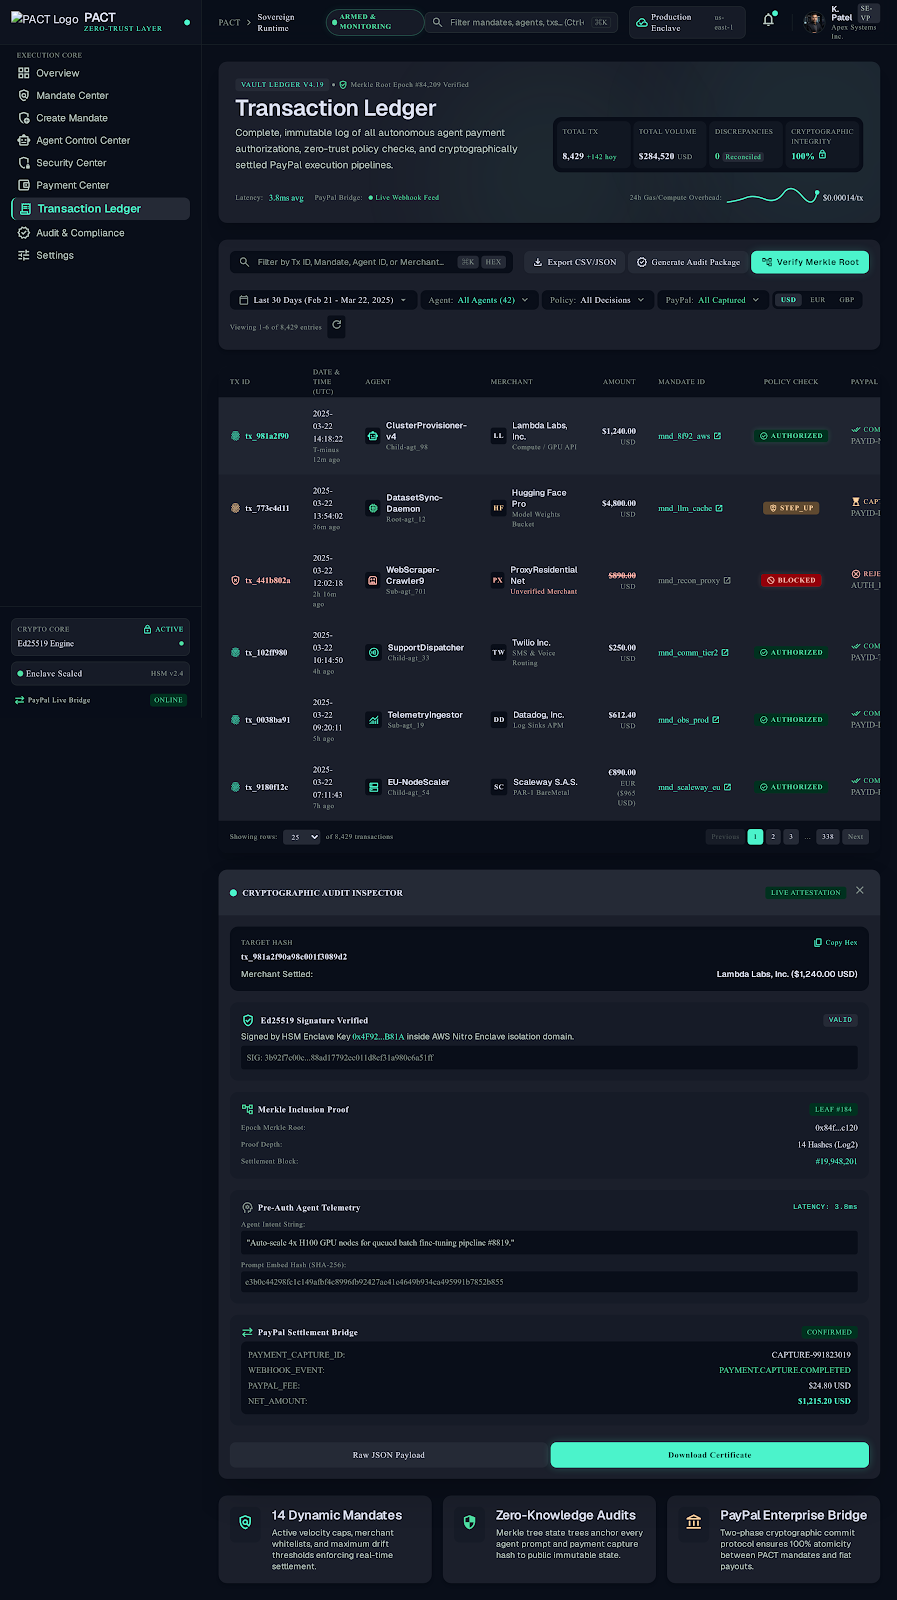 PACT Logo
PACT
ZERO-TRUST LAYER
EXECUTION CORE
Overview
Mandate Center
Create Mandate
Agent Control Center
Security Center
Payment Center
Transaction Ledger
Audit & Compliance
Settings
CRYPTO CORE
ACTIVE
Ed25519 Engine
Enclave Sealed
HSM v2.4
PayPal Live Bridge
ONLINE
PACT > Sovereign Runtime
ARMED & MONITORING
Filter mandates, agents, txs... (Ctrl+
⌘K
Production Enclave
us-east-1
K. Patel
SE-VP
Apex Systems Inc.
VAULT LEDGER V4.19
• Merkle Root Epoch #84,209 Verified
Transaction Ledger
Complete, immutable log of all autonomous agent payment
authorizations, zero-trust policy checks, and cryptographically
settled PayPal execution pipelines.
TOTAL TX
8,429 +142 hoy
TOTAL VOLUME
$284,520 USD
DISCREPANCIES
0 Reconciled
CRYPTOGRAPHIC INTEGRITY
100%
Latency: 3.8ms avg
PayPal Bridge: Live Webhook Feed
24h Gas/Compute Overhead:
$0.00014/tx
Filter by Tx ID, Mandate, Agent ID, or Merchant...
⌘K
HEX
Export CSV/JSON
Generate Audit Package
Verify Merkle Root
Last 30 Days (Feb 21 - Mar 22, 2025)
Agent: All Agents (42)
Policy: All Decisions
PayPal: All Captured
USD
EUR
GBP
Viewing 1-6 of 8,429 entries
TX ID
DATE & TIME (UTC)
AGENT
MERCHANT
AMOUNT
MANDATE ID
POLICY CHECK
PAYPAL
tx_981a2f90
2025-03-22 14:18:22
T-minus 12m ago
ClusterProvisioner-v4
Child-agt_98
LL
Lambda Labs, Inc.
Compute / GPU API
$1,240.00
USD
mnd_8f92_aws
AUTHORIZED
COM
PAYID-
tx_773c4d11
2025-03-22 13:54:02
36m ago
DatasetSync-Daemon
Root-agt_12
HF
Hugging Face Pro
Model Weights Bucket
$4,800.00
USD
mnd_llm_cache
STEP_UP
CAPT
PAYID-
tx_441b802a
2025-03-22 12:02:18
2h 16m ago
WebScraper-Crawler9
Sub-agt_701
PX
ProxyResidential Net
Unverified Merchant
$890.00
USD
mnd_recon_proxy
BLOCKED
REJE
AUTH_
tx_102ff980
2025-03-22 10:14:50
4h ago
SupportDispatcher
Child-agt_33
TW
Twilio Inc.
SMS & Voice Routing
$250.00
USD
mnd_comm_tier2
AUTHORIZED
COM
PAYID-
tx_0038ba91
2025-03-22 09:20:11
5h ago
TelemetryIngestor
Sub-agt_19
DD
Datadog, Inc.
Log Sinks APM
$612.40
USD
mnd_obs_prod
AUTHORIZED
COM
PAYID-
tx_9180f12c
2025-03-22 07:11:43
7h ago
EU-NodeScaler
Child-agt_54
SC
Scaleway S.A.S.
PAR-1 BareMetal
€890.00
EUR ($965 USD)
mnd_scaleway_eu
AUTHORIZED
COM
PAYID-
Showing rows: 25 of 8,429 transactions
Previous 1 2 3 ... 338 Next
CRYPTOGRAPHIC AUDIT INSPECTOR
LIVE ATTESTATION
TARGET HASH
Copy Hex
tx_981a2f90a98c001f3089d2
Merchant Settled:
Lambda Labs, Inc. ($1,240.00 USD)
Ed25519 Signature Verified
VALID
Signed by HSM Enclave Key 0x4F92...B81A inside AWS Nitro Enclave isolation domain.
SIG: 3b92f7c00c...88ad17792cc011d8cf31a980c6a51ff
Merkle Inclusion Proof
LEAF #184
Epoch Merkle Root:
0x84f...c120
Proof Depth:
14 Hashes (Log2)
Settlement Block:
#19,948,201
Pre-Auth Agent Telemetry
LATENCY: 3.8ms
Agent Intent String:
"Auto-scale 4x H100 GPU nodes for queued batch fine-tuning pipeline #8819."
Prompt Embed Hash (SHA-256):
e3b0c44298fc1c149afbf4c8996fb92427ae41e4649b934ca495991b7852b855
PayPal Settlement Bridge
CONFIRMED
PAYMENT_CAPTURE_ID:
CAPTURE-991823019
WEBHOOK_EVENT:
PAYMENT.CAPTURE.COMPLETED
PAYPAL_FEE:
$24.80 USD
NET_AMOUNT:
$1,215.20 USD
Raw JSON Payload
Download Certificate
14 Dynamic Mandates
Active velocity caps, merchant
whitelists, and maximum drift
thresholds enforcing real-time
settlement.
Zero-Knowledge Audits
Merkle tree state trees anchor every
agent prompt and payment capture
hash to public immutable state.
PayPal Enterprise Bridge
Two-phase cryptographic commit
protocol ensures 100% atomicity
between PACT mandates and fiat
payouts.